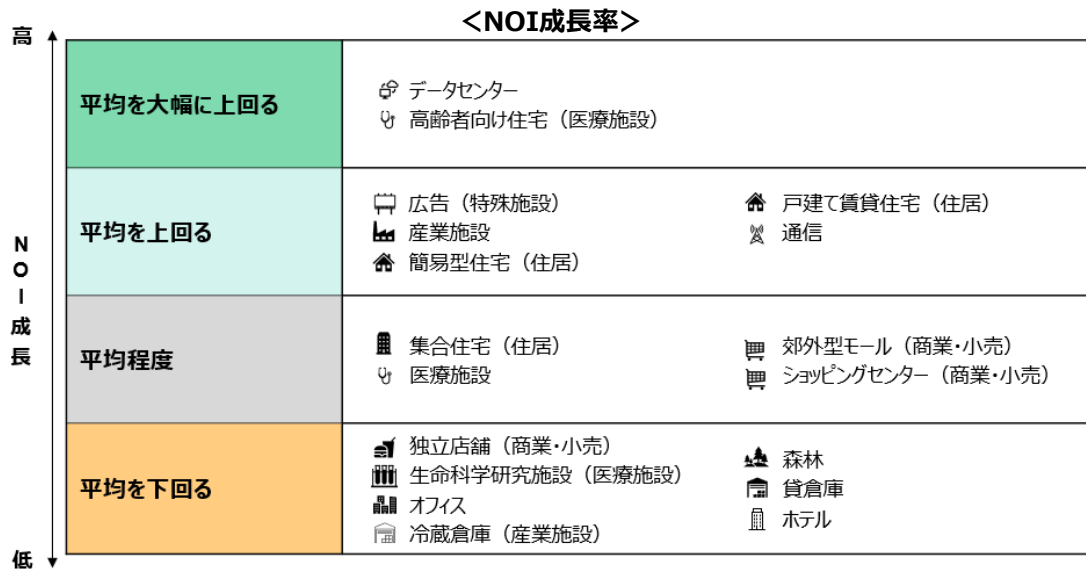 <NOI成長率>
高
平均を大幅に上回る
データセンター
高齢者向け住宅（医療施設）
平均を上回る
広告（特殊施設）
産業施設
簡易型住宅（住居）
戸建て賃貸住宅（住居）
通信
NOI成長
平均程度
集合住宅（住居）
医療施設
郊外型モール（商業・小売）
ショッピングセンター（商業・小売）
平均を下回る
独立店舗（商業・小売）
生命科学研究施設（医療施設）
オフィス
冷蔵倉庫（産業施設）
森林
貸倉庫
ホテル
低